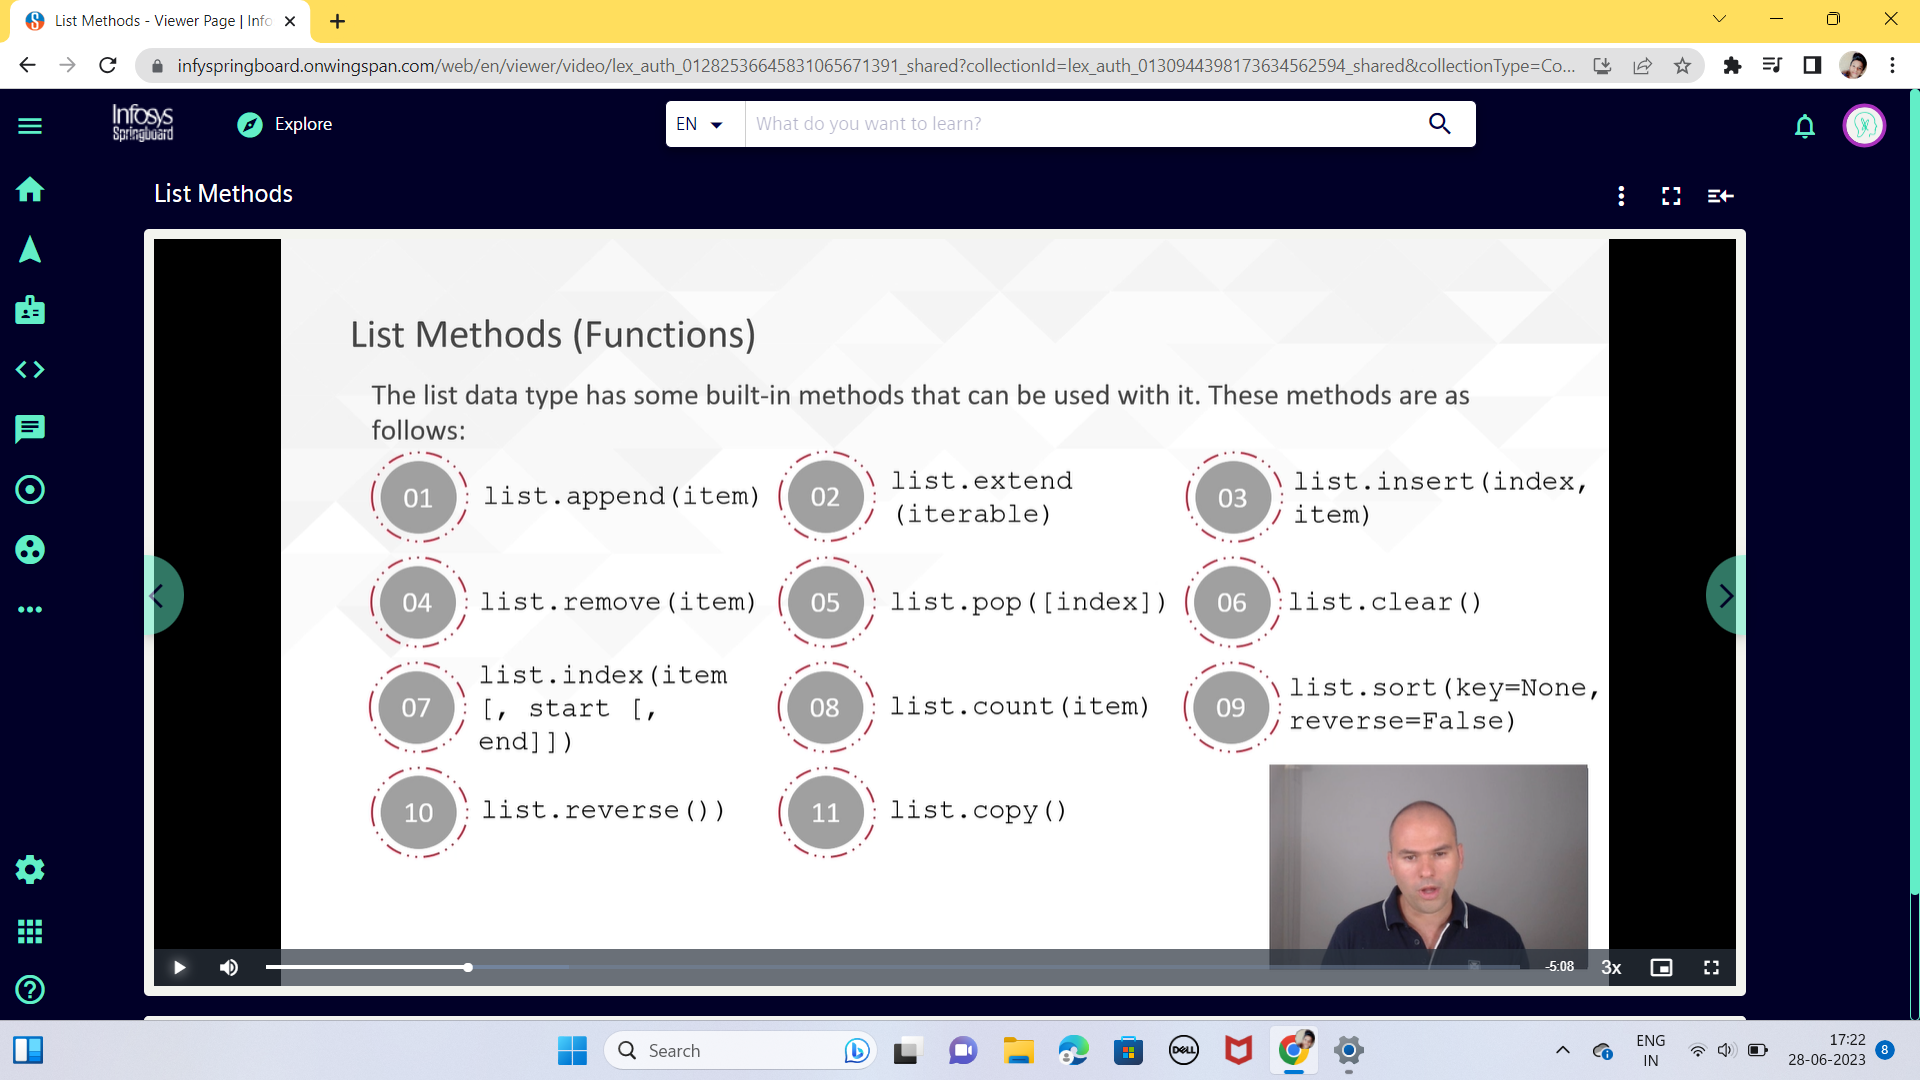 List Methods - Viewer Page | Info
infyspringboard.onwingspan.com/web/en/viewer/video/lex_auth_01282536645831065671391_shared?collectionId=lex_auth_0130944398173634562594_shared&collectionType=Co...
Infosys
Springboard
Explore
EN
What do you want to learn?
List Methods
List Methods (Functions)
The list data type has some built-in methods that can be used with it. These methods are as
follows:
01
list.append(item)
02
list.extend
(iterable)
03
list.insert(index,
item)
04
list.remove(item)
05
list.pop([index])
06
list.clear()
07
list.index(item
[, start [,
end]])
08
list.count(item)
09
list.sort(key=None,
reverse=False)
10
list.reverse())
11
list.copy()
-5:08
3x
Search
DELL
ENG
IN
17:22
28-06-2023
8